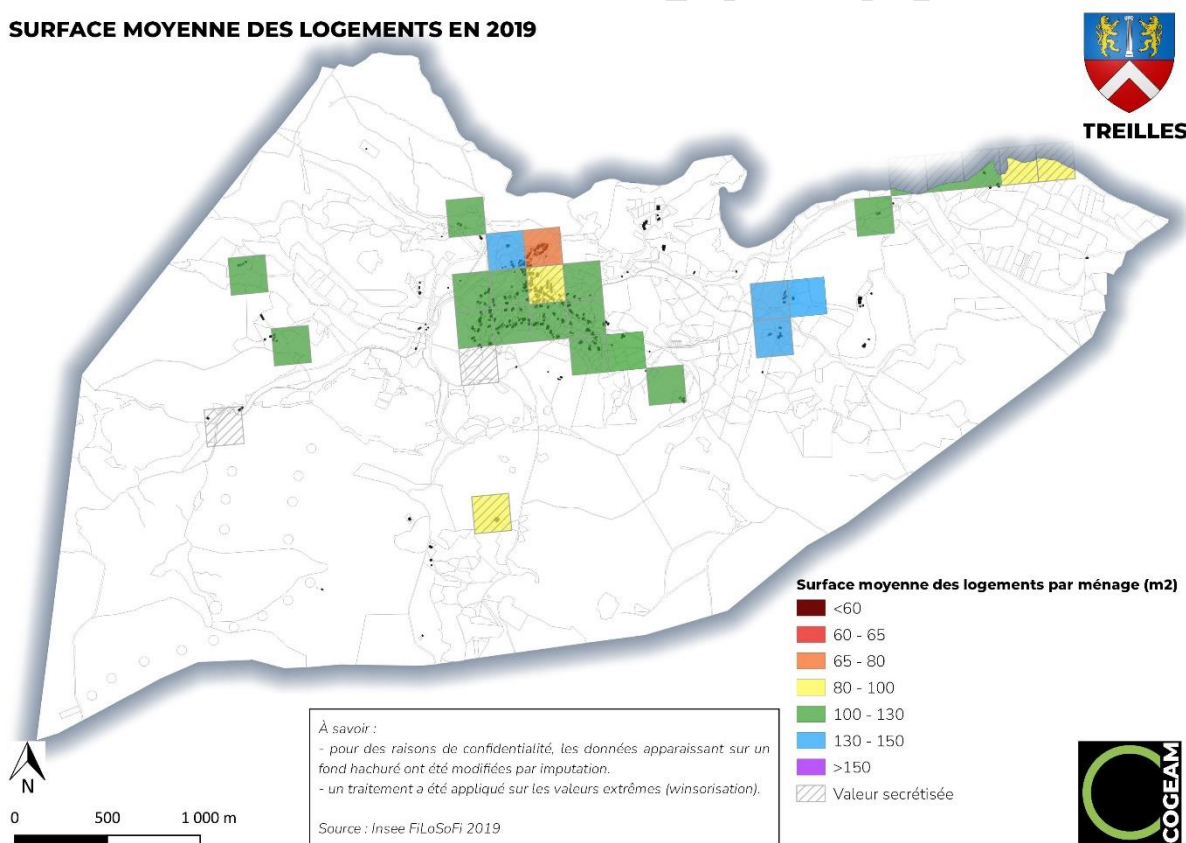 SURFACE MOYENNE DES LOGEMENTS EN 2019
TREILLES
Surface moyenne des logements par ménage (m2)
<60
60 - 65
65 - 80
80 - 100
100 - 130
130 - 150
>150
Valeur secrétisée
À savoir :
- pour des raisons de confidentialité, les données apparaissant sur un
fond hachuré ont été modifiées par imputation.
- un traitement a été appliqué sur les valeurs extrêmes (winsorisation).
Source : Insee FiLoSoFi 2019
N
0 500 1 000 m
COGEAM